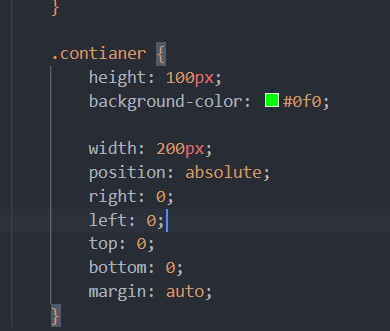 }
.contianer {
height: 100px;
background-color: #0f0;
width: 200px;
position: absolute;
right: 0;
left: 0;
top: 0;
bottom: 0;
margin: auto;
}